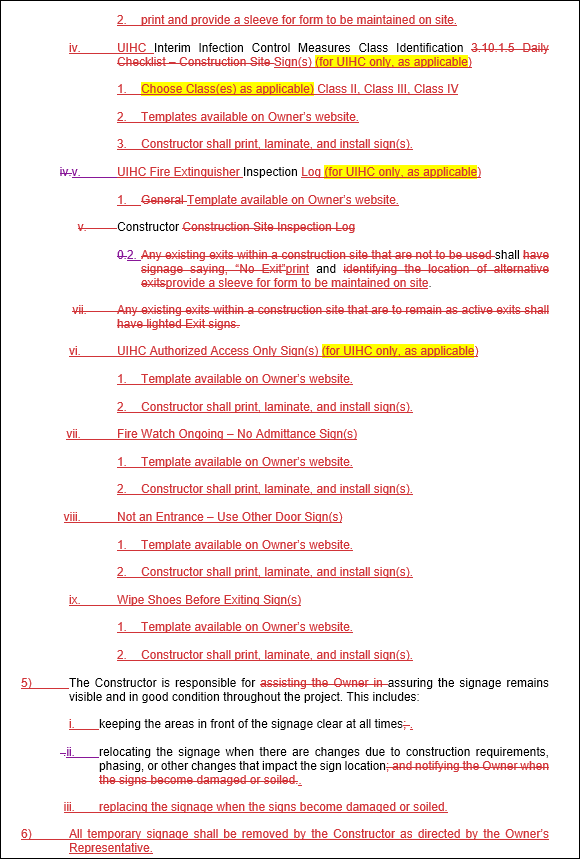 2. print and provide a sleeve for form to be maintained on site.
iv. UIHC Interim Infection Control Measures Class Identification 3.10.1.5 Daily
Checklist – Construction Site Sign(s) (for UIHC only, as applicable)
1. Choose Class(es) as applicable) Class II, Class III, Class IV
2. Templates available on Owner's website.
3. Constructor shall print, laminate, and install sign(s).
iv.v. UIHC Fire Extinguisher Inspection Log (for UIHC only, as applicable)
1. General Template available on Owner's website.
v. Constructor Construction Site Inspection Log
0.2. Any existing exits within a construction site that are not to be used shall have
signage saying, "No Exit"print and identifying the location of alternative
exitsprovide a sleeve for form to be maintained on site.
vii. Any existing exits within a construction site that are to remain as active exits shall
have lighted Exit signs.
vi. UIHC Authorized Access Only Sign(s) (for UIHC only, as applicable)
1. Template available on Owner's website.
2. Constructor shall print, laminate, and install sign(s).
vii. Fire Watch Ongoing – No Admittance Sign(s)
1. Template available on Owner's website.
2. Constructor shall print, laminate, and install sign(s).
viii. Not an Entrance – Use Other Door Sign(s)
1. Template available on Owner's website.
2. Constructor shall print, laminate, and install sign(s).
ix. Wipe Shoes Before Exiting Sign(s)
1. Template available on Owner's website.
2. Constructor shall print, laminate, and install sign(s).
5) The Constructor is responsible for assisting the Owner in assuring the signage remains
visible and in good condition throughout the project. This includes:
i. keeping the areas in front of the signage clear at all times; .
.ii. relocating the signage when there are changes due to construction requirements,
phasing, or other changes that impact the sign location; and notifying the Owner when
the signs become damaged or soiled..
iii. replacing the signage when the signs become damaged or soiled.
6) All temporary signage shall be removed by the Constructor as directed by the Owner's
Representative.